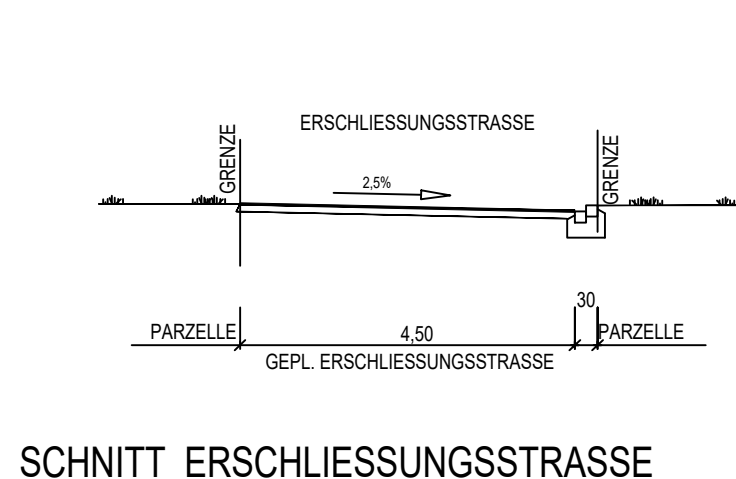 ERSCHLIESSUNGSSTRASSE
GRENZE
GRENZE
2,5%
30
PARZELLE
4,50
PARZELLE
GEPL. ERSCHLIESSUNGSSTRASSE
SCHNITT ERSCHLIESSUNGSSTRASSE